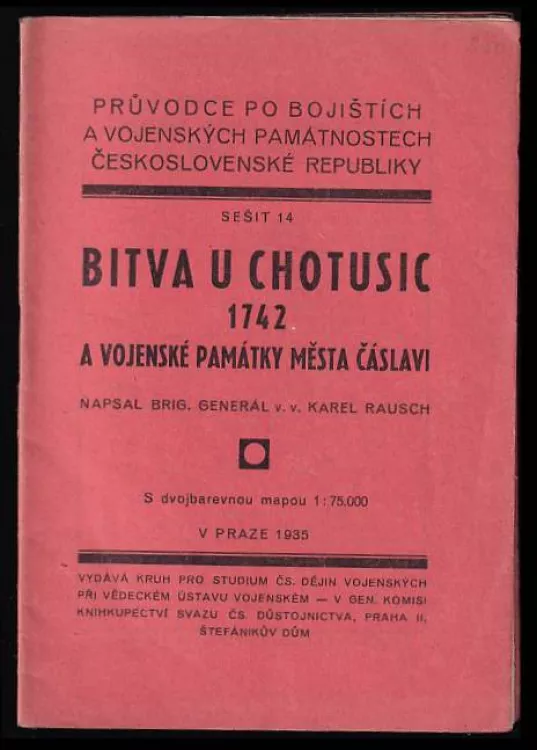 PRŮVODCE PO BOJIŠTÍCH
A VOJENSKÝCH PAMÁTNOSTECH
ČESKOSLOVENSKÉ REPUBLIKY
SEŠIT 14
BITVA U CHOTUSIC
1742
A VOJENSKÉ PAMÁTKY MĚSTA ČÁSLAVI
NAPSAL BRIG. GENERÁL v. v. KAREL RAUSCH
S dvojbarevnou mapou 1:75.000
V PRAZE 1935
VYDÁVÁ KRUH PRO STUDIUM ČS. DĚJIN VOJENSKÝCH
PŘI VĚDECKÉM ÚSTAVU VOJENSKÉM — V GEN. KOMISI
KNIHKUPECTVÍ SVAZU ČS. DŮSTOJNICTVA, PRAHA II,
ŠTEFÁNIKŮV DŮM